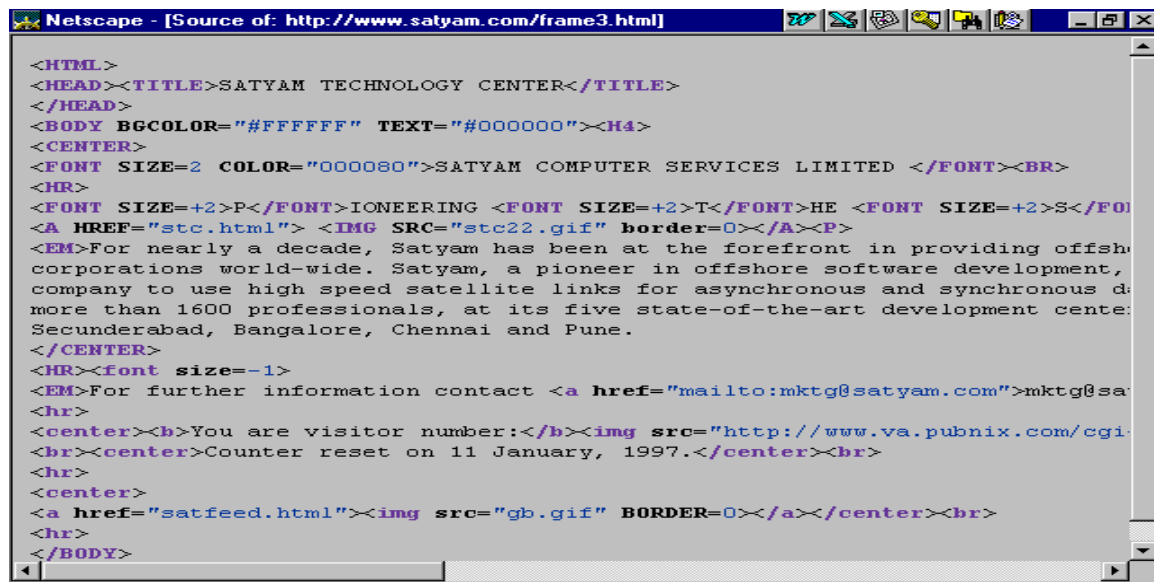 Netscape - [Source of: http://www.satyam.com/frame3.html]
<HTML>
<HEAD><TITLE>SATYAM TECHNOLOGY CENTER</TITLE>
</HEAD>
<BODY BGCOLOR="#FFFFFF" TEXT="#000000"><H4>
<CENTER>
<FONT SIZE=2 COLOR="000080">SATYAM COMPUTER SERVICES LIMITED </FONT><BR>
<HR>
<FONT SIZE=+2>P</FONT>IONEERING <FONT SIZE=+2>T</FONT>HE <FONT SIZE=+2>S</FO
<A HREF="stc.html"> <IMG SRC="stc22.gif" border=0></A><P>
<EM>For nearly a decade, Satyam has been at the forefront in providing
corporations world-wide. Satyam, a pioneer in offshore software development,
company to use high speed satellite links for asynchronous and synchronous
more than 1600 professionals, at its five state-of-the-art development
Secunderabad, Bangalore, Chennai and Pune.
</CENTER>
<HR><font size=-1>
<EM>For further information contact <a href="mailto:mktg@satyam.com">mktg@sa
<hr>
<center><b>You are visitor number:</b><img src="http://www.va.pubnix.com/cgi
<br><center>Counter reset on 11 January, 1997.</center><br>
<hr>
<center>
<a href="satfeed.html"><img src="gb.gif" BORDER=0></a></center><br>
<hr>
</BODY>